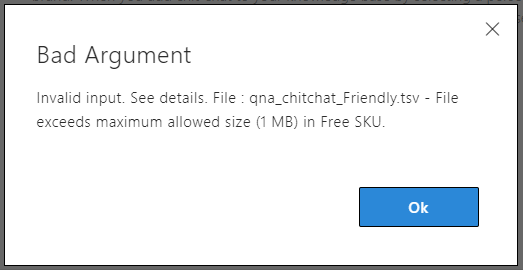 Bad Argument
Invalid input. See details. File : qna_chitchat_Friendly.tsv - File
exceeds maximum allowed size (1 MB) in Free SKU.
Ok